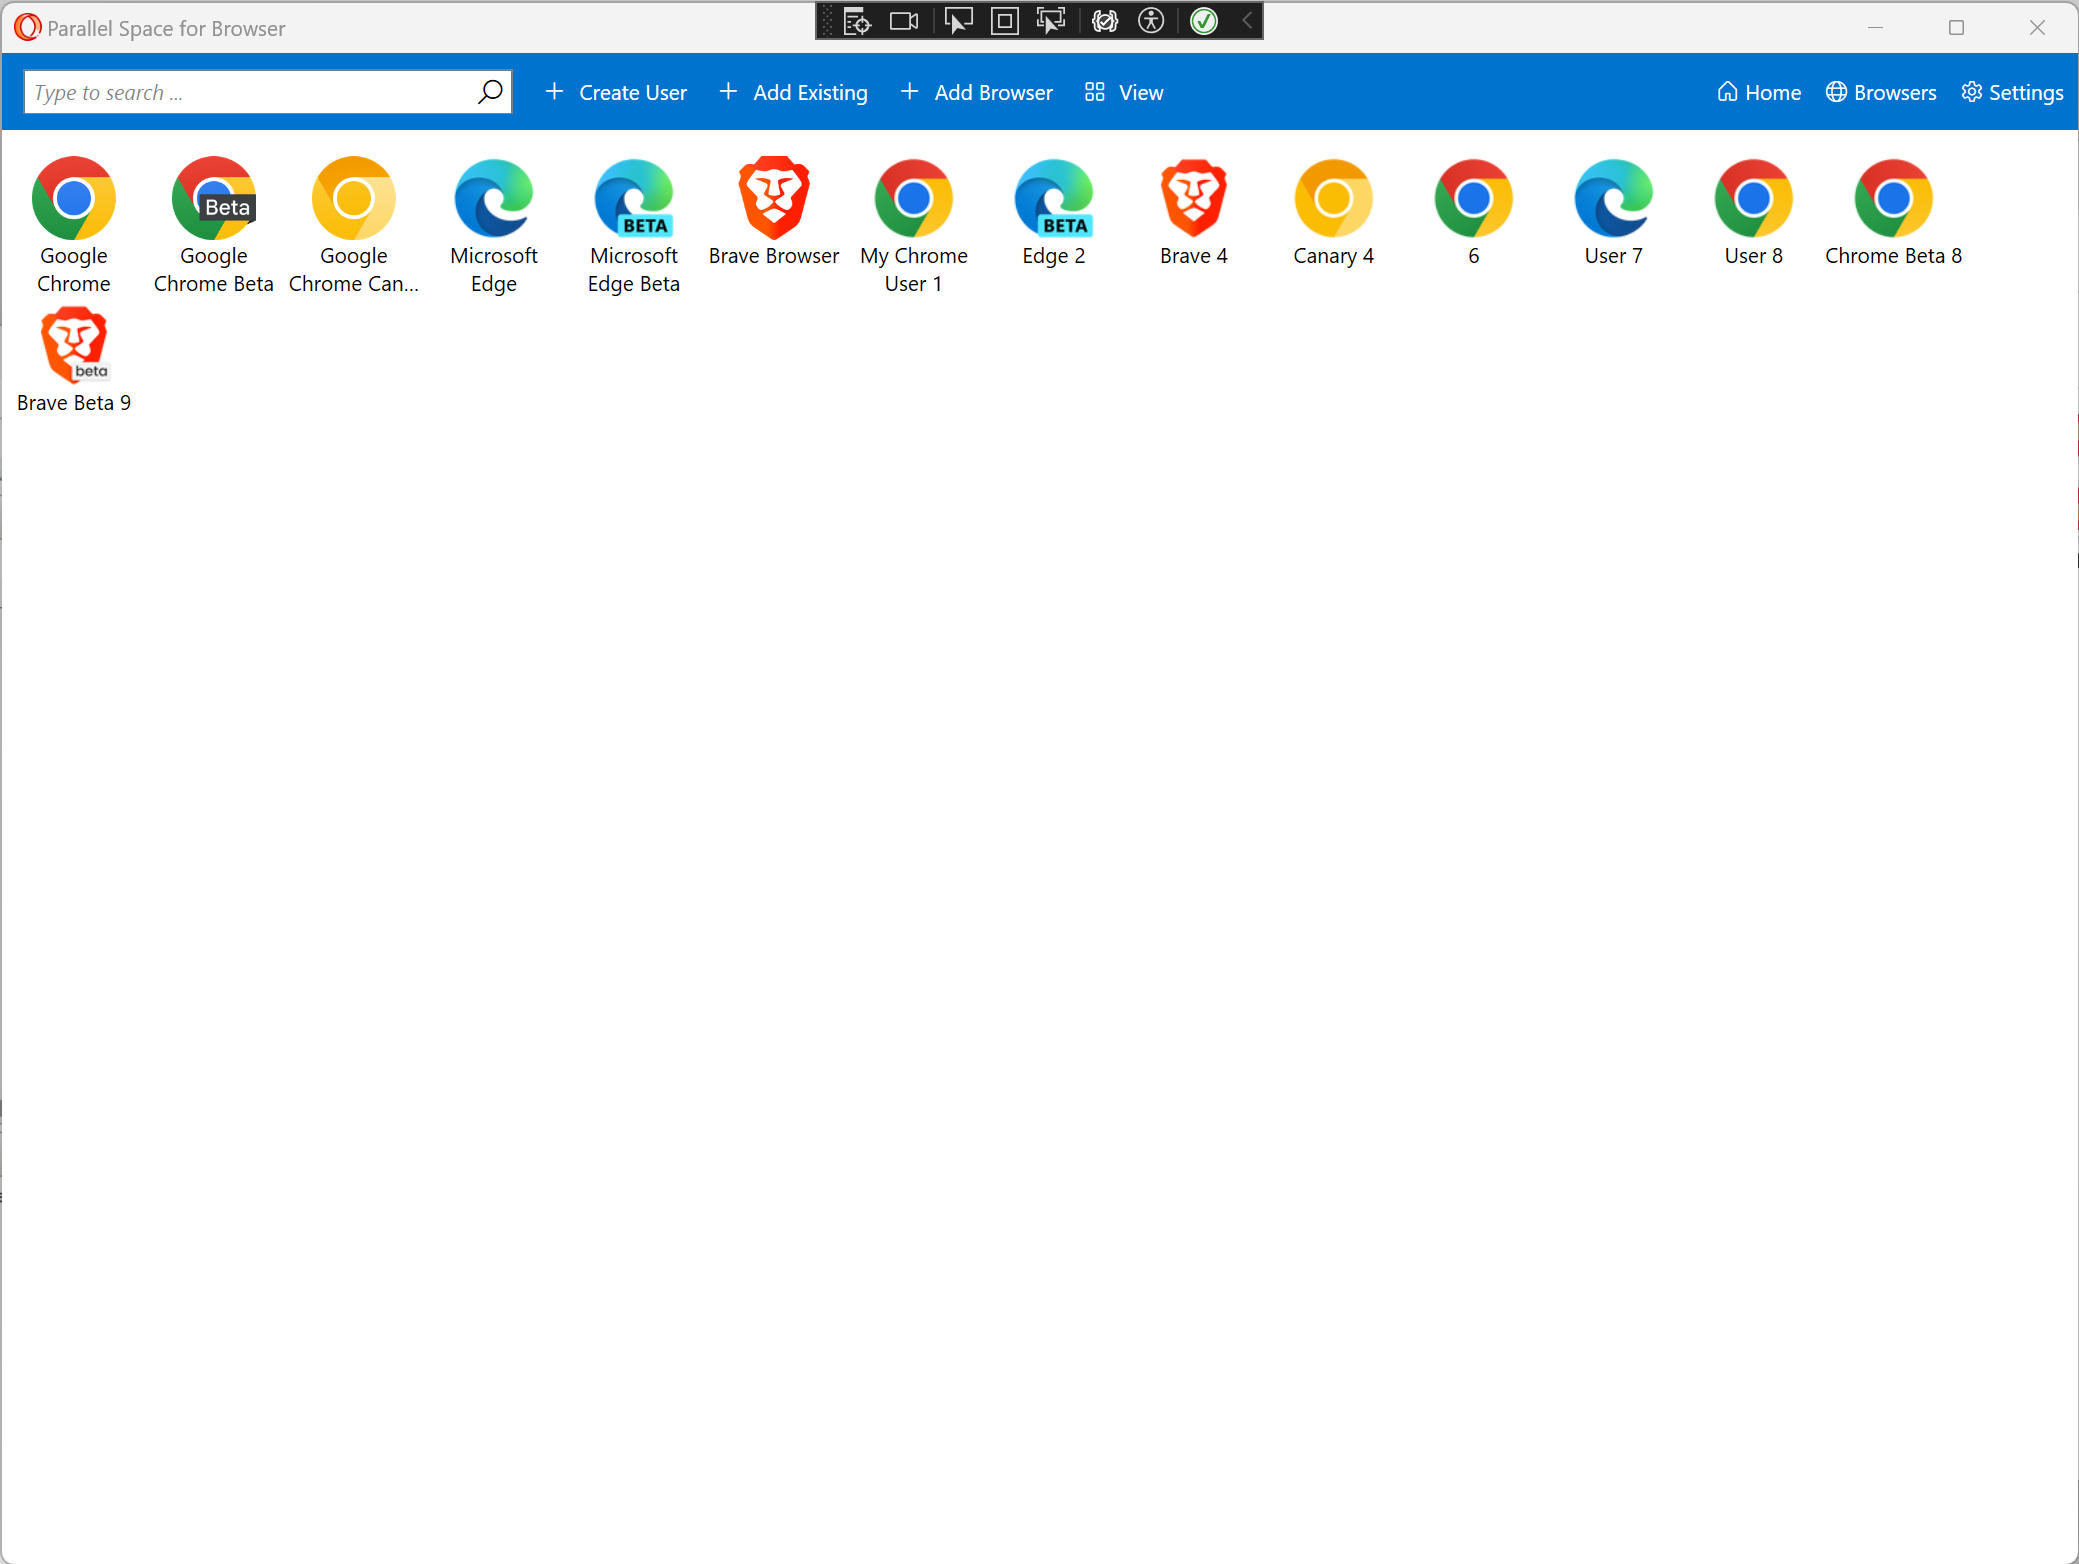 Parallel Space for Browser
Type to search ...
Create User
Add Existing
Add Browser
View
Home
Browsers
Settings
Beta
BETA
BETA
Google
Chrome
Google
Chrome Beta
Google
Chrome Can...
Microsoft
Edge
Microsoft
Edge Beta
Brave Browser
My Chrome
User 1
Edge 2
Brave 4
Canary 4
6
User 7
User 8
Chrome Beta 8
beta
Brave Beta 9